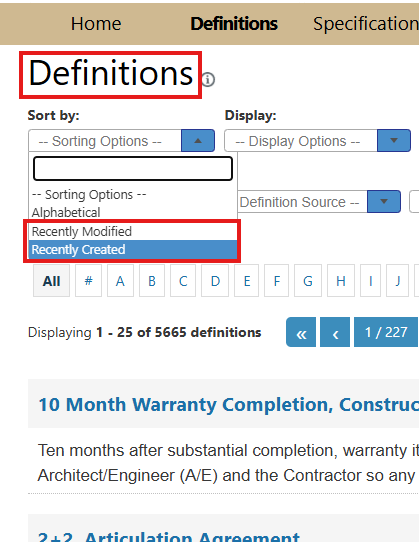 Home Definitions Specification
Definitions
Sort by: Display:
-- Sorting Options -- -- Display Options --
-- Sorting Options --
Alphabetical
Definition Source --
Recently Modified
Recently Created
All # A B C D E F G H I J
Displaying 1 - 25 of 5665 definitions « ‹ 1 / 227
10 Month Warranty Completion, Construc
Ten months after substantial completion, warranty it
Architect/Engineer (A/E) and the Contractor so any
2+2, Articulation Agreement